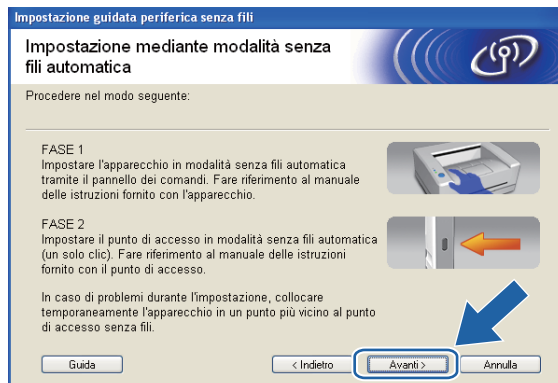 Impostazione guidata periferica senza fili
Impostazione mediante modalità senza
fili automatica
Procedere nel modo seguente:
FASE 1
Impostare l'apparecchio in modalità senza fili automatica
tramite il pannello dei comandi. Fare riferimento al manuale
delle istruzioni fornito con l'apparecchio.
FASE 2
Impostare il punto di accesso in modalità senza fili automatica
(un solo clic). Fare riferimento al manuale delle istruzioni
fornito con il punto di accesso.
In caso di problemi durante l'impostazione, collocare
temporaneamente l'apparecchio in un punto più vicino al punto
di accesso senza fili.
Guida
< Indietro
Avanti >
Annulla